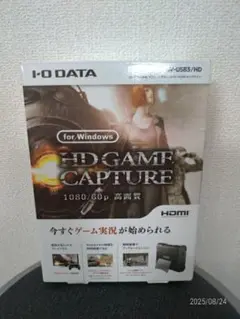 I-O DATA
-USB3/HD
for Windows
HD GAME
CAPTURE
1080/60p 高画質
HDMI
今すぐゲーム実況が始められる
2025/08/24